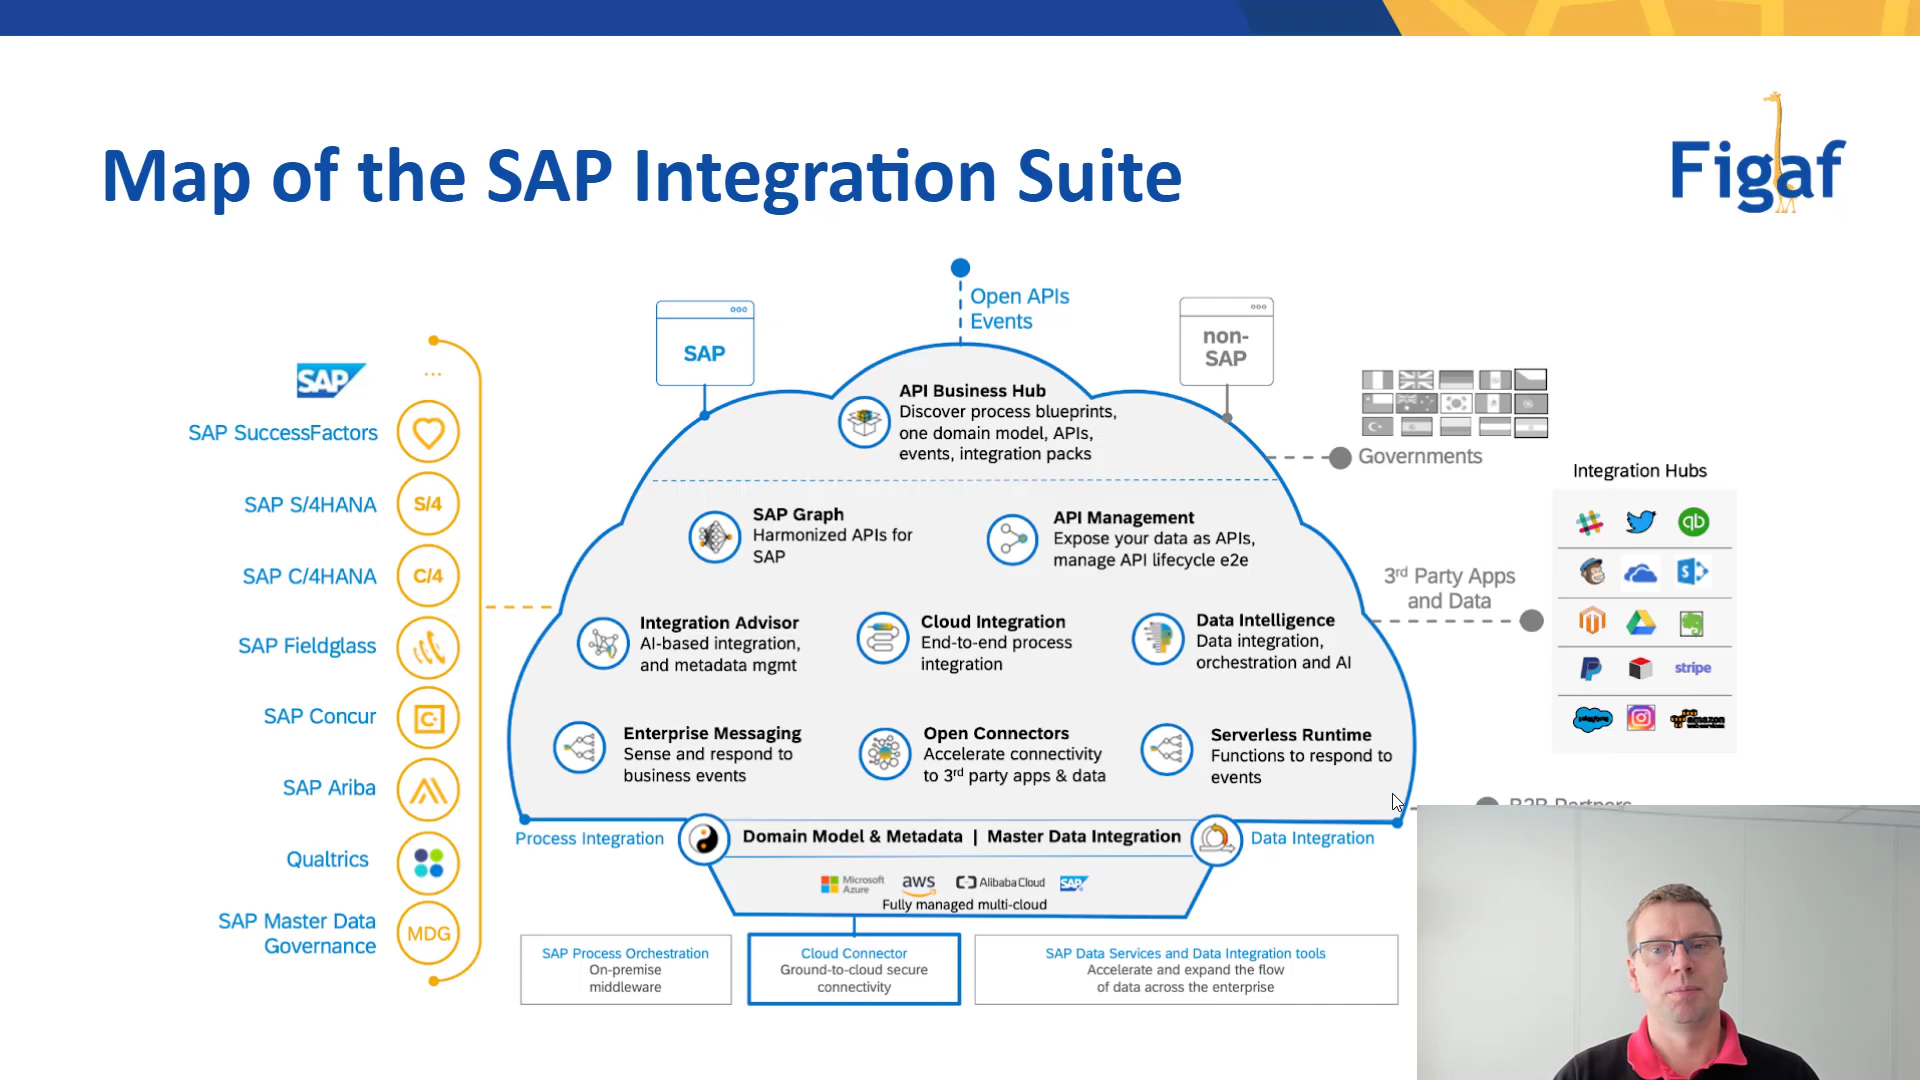 Map of the SAP Integration Suite
Figaf
Open APIs
Events
SAP
non-
SAP
SAP
...
SAP SuccessFactors
SAP S/4HANA
S/4
SAP C/4HANA
C/4
SAP Fieldglass
SAP Concur
C
SAP Ariba
Qualtrics
SAP Master Data
Governance
MDG
API Business Hub
Discover process blueprints,
one domain model, APIs,
events, integration packs
SAP Graph
Harmonized APIs for
SAP
API Management
Expose your data as APIs,
manage API lifecycle e2e
Integration Advisor
AI-based integration,
and metadata mgmt
Cloud Integration
End-to-end process
integration
Data Intelligence
Data integration,
orchestration and AI
Enterprise Messaging
Sense and respond to
business events
Open Connectors
Accelerate connectivity
to 3rd party apps & data
Serverless Runtime
Functions to respond to
events
Governments
3rd Party Apps
and Data
Integration Hubs
qb
S
stripe
salesforce
amazon
B2B Partners
Process Integration
Domain Model & Metadata | Master Data Integration
Data Integration
Microsoft
Azure
aws
Alibaba Cloud
SAP
Fully managed multi-cloud
SAP Process Orchestration
On-premise
middleware
Cloud Connector
Ground-to-cloud secure
connectivity
SAP Data Services and Data Integration tools
Accelerate and expand the flow
of data across the enterprise